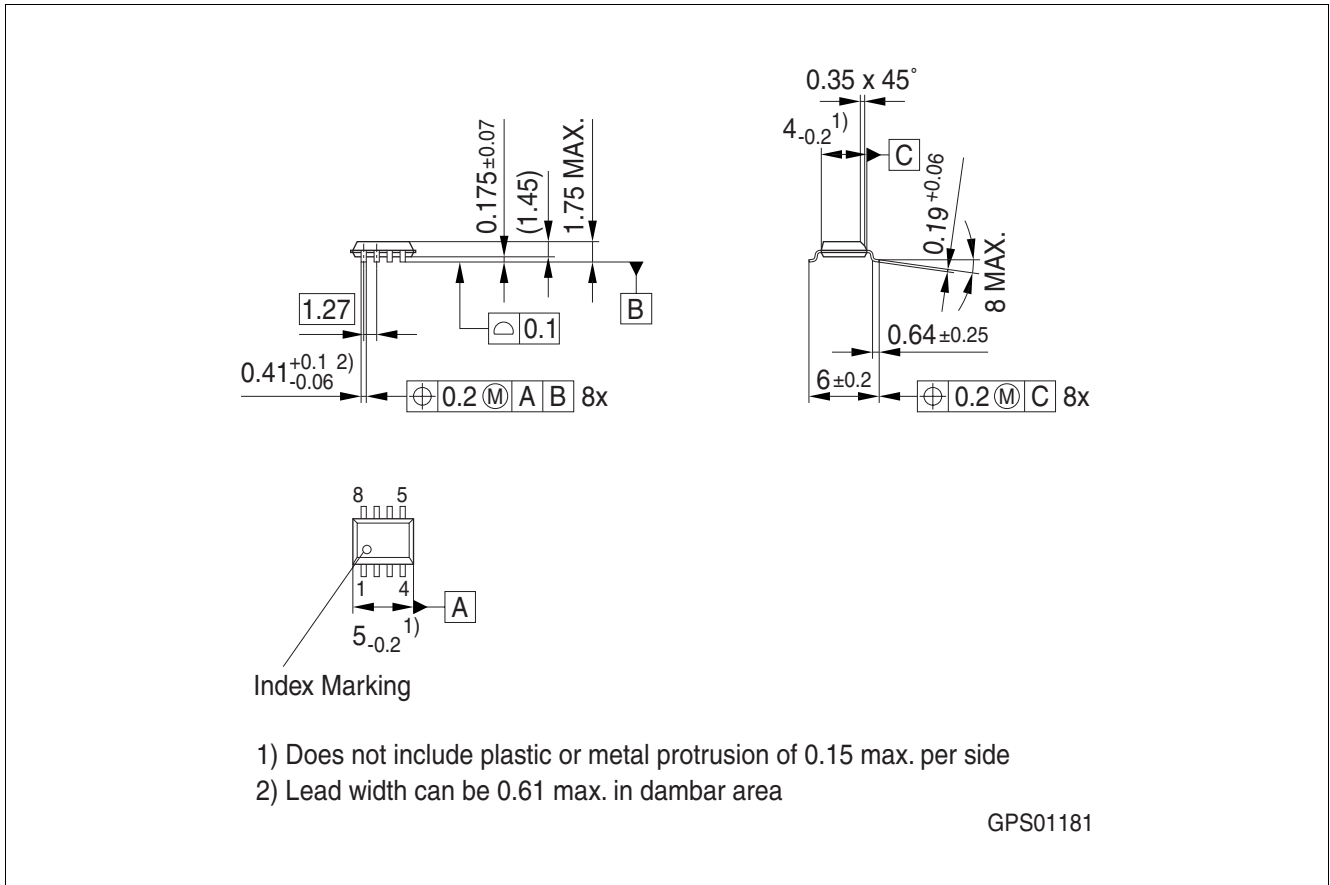 0.35 x 45˚
4-0.2 1)
C
0.175±0.07
(1.45)
1.75 MAX.
0.19 +0.06
8 MAX.
B
1.27
⌓ 0.1
0.64±0.25
0.41 +0.1 -0.06 2)
6±0.2
⌖ 0.2 Ⓜ A B 8x
⌖ 0.2 Ⓜ C 8x
8 5
1 4
A
5-0.2 1)
Index Marking
1) Does not include plastic or metal protrusion of 0.15 max. per side
2) Lead width can be 0.61 max. in dambar area
GPS01181